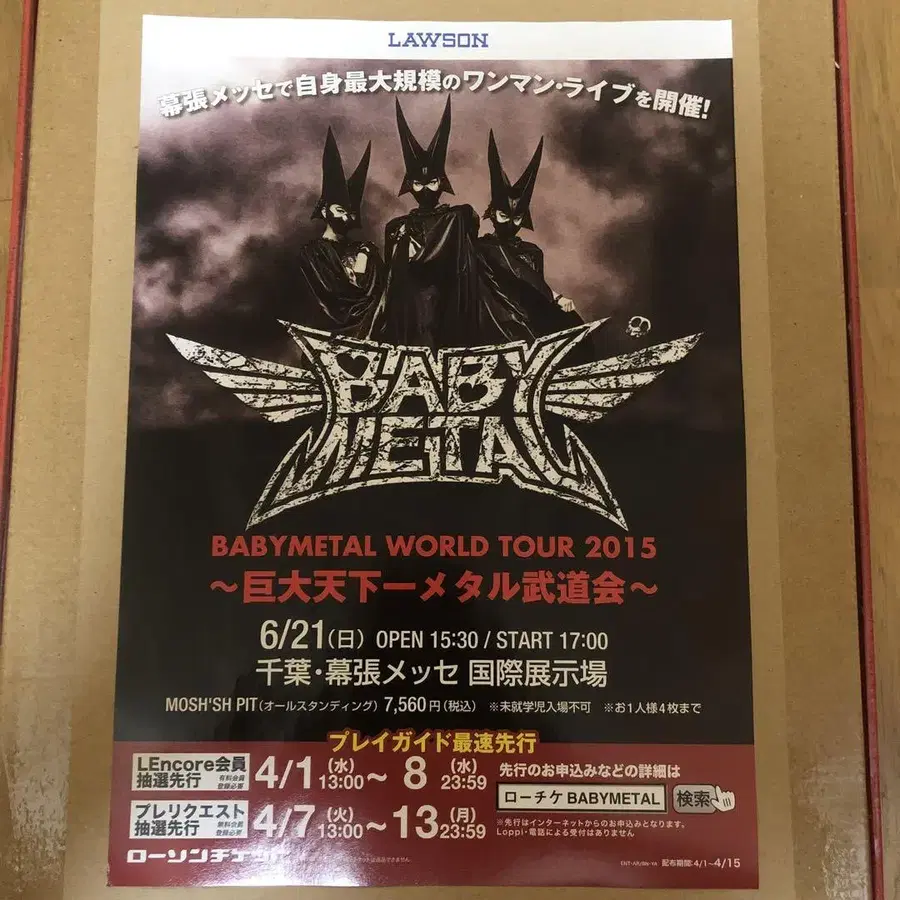 LAWSON
幕張メッセで自身最大規模のワンマン・ライブを開催!
BABY
METAL
BABYMETAL WORLD TOUR 2015
～巨大天下一メタル武道会～
6/21(日) OPEN 15:30 / START 17:00
千葉・幕張メッセ 国際展示場
MOSH'SH PIT(オールスタンディング) 7,560円(税込) ※未就学児入場不可 ※お1人様4枚まで
プレイガイド最速先行
LEncore会員 抽選先行 有料会員 登録必要 4/1(水)13:00～8(水)23:59
プレリクエスト 抽選先行 無料会員 登録必要 4/7(火)13:00～13(月)23:59
先行のお申込みなどの詳細は
ローチケ BABYMETAL 検索
※先行はインターネットからのお申込みとなります。
Loppi・電話による受付はありません
ローソンチケット
配布期間:4/1～4/15